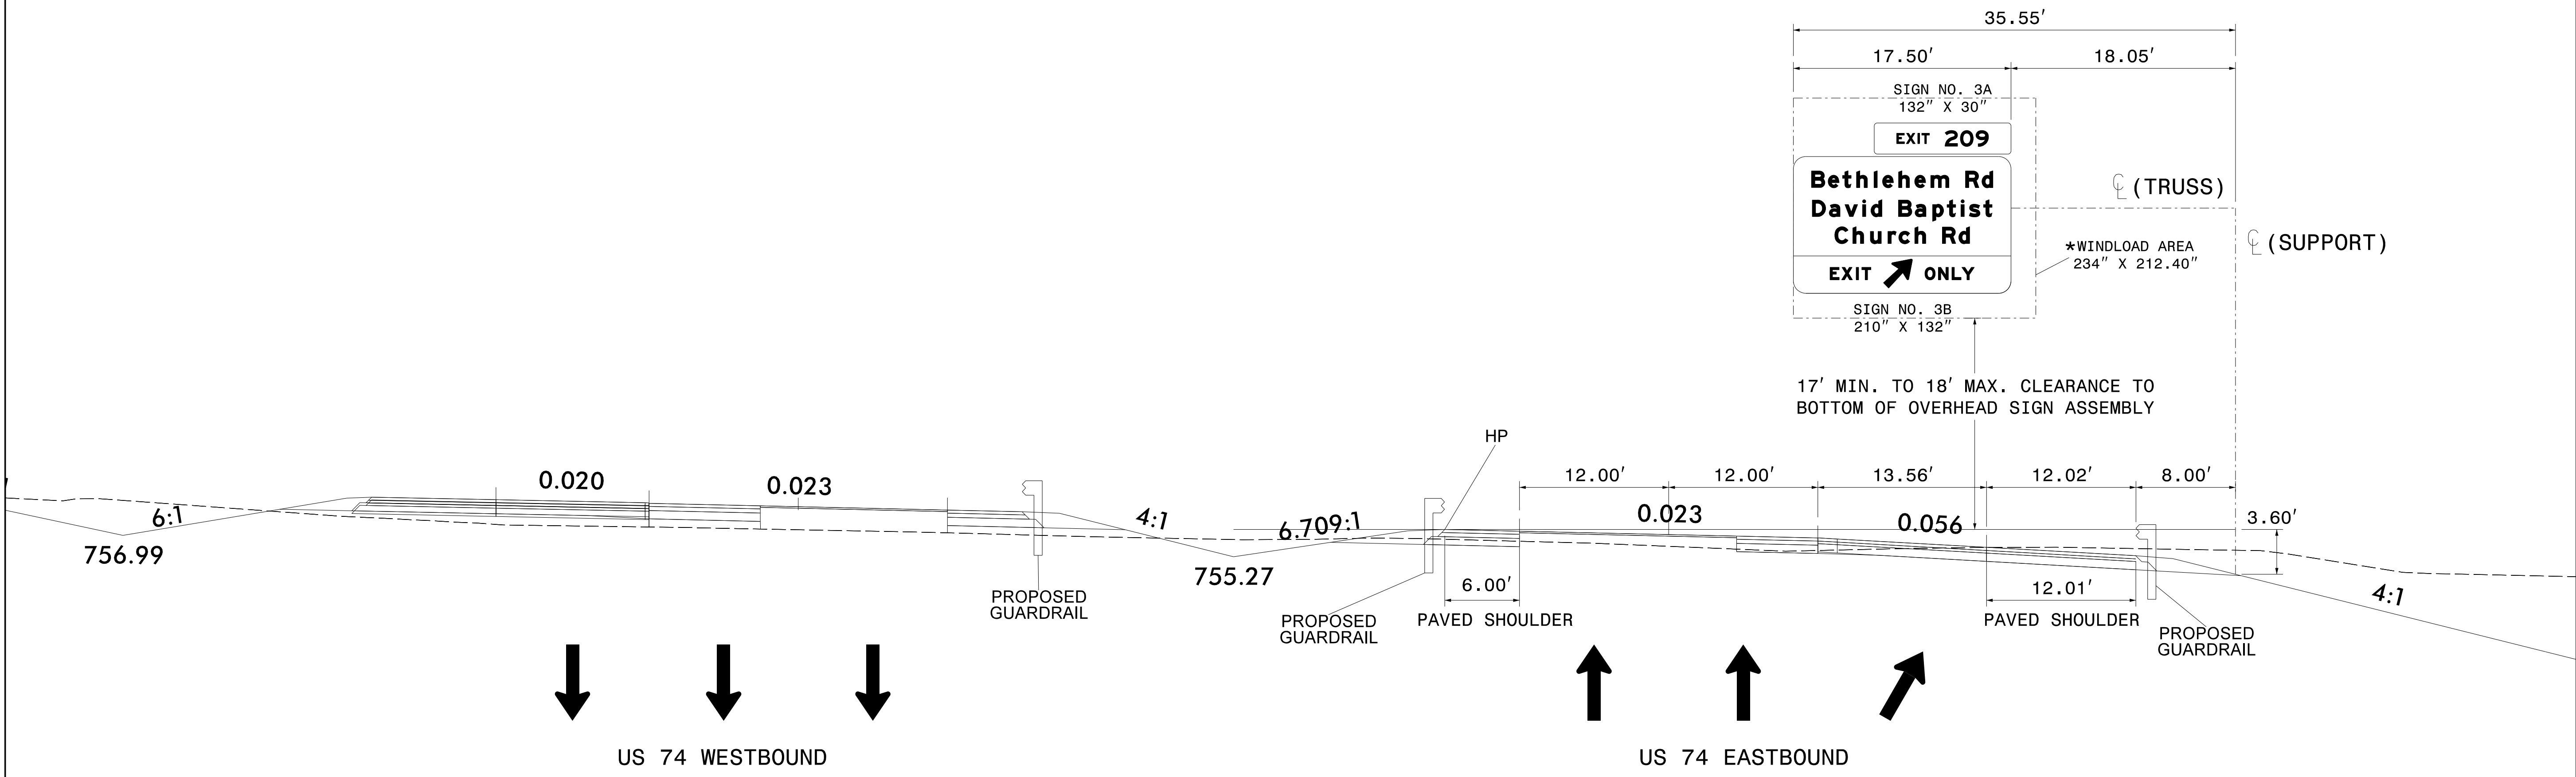 35.55′
17.50′
18.05′
SIGN NO. 3A
132″ X 30″
EXIT 209
Bethlehem Rd
David Baptist
Church Rd
EXIT ONLY
SIGN NO. 3B
210″ X 132″
℄ (TRUSS)
℄ (SUPPORT)
*WINDLOAD AREA
234″ X 212.40″
17′ MIN. TO 18′ MAX. CLEARANCE TO
BOTTOM OF OVERHEAD SIGN ASSEMBLY
HP
12.00′
12.00′
13.56′
12.02′
8.00′
0.020
0.023
6:1
756.99
4:1
6.709:1
755.27
0.023
0.056
3.60′
4:1
6.00′
PAVED SHOULDER
12.01′
PAVED SHOULDER
PROPOSED
GUARDRAIL
PROPOSED
GUARDRAIL
PROPOSED
GUARDRAIL
US 74 WESTBOUND
US 74 EASTBOUND